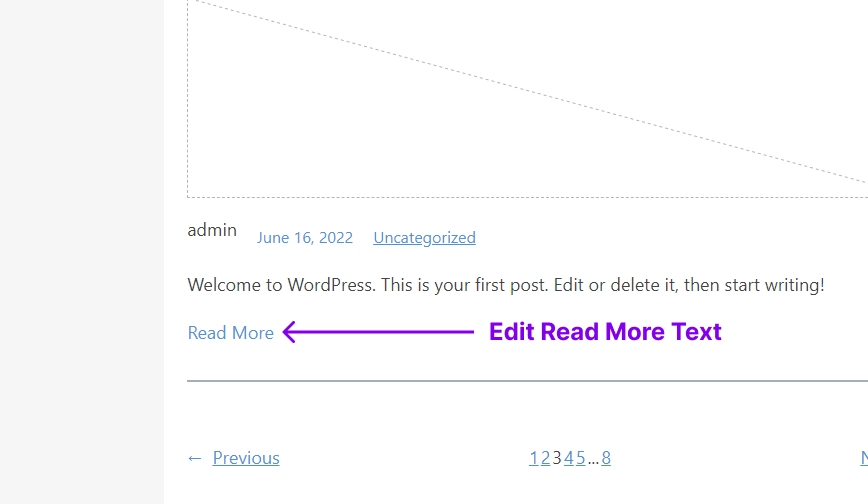 admin June 16, 2022 Uncategorized
Welcome to WordPress. This is your first post. Edit or delete it, then start writing!
Read More Edit Read More Text
← Previous 1 2 3 4 5 … 8